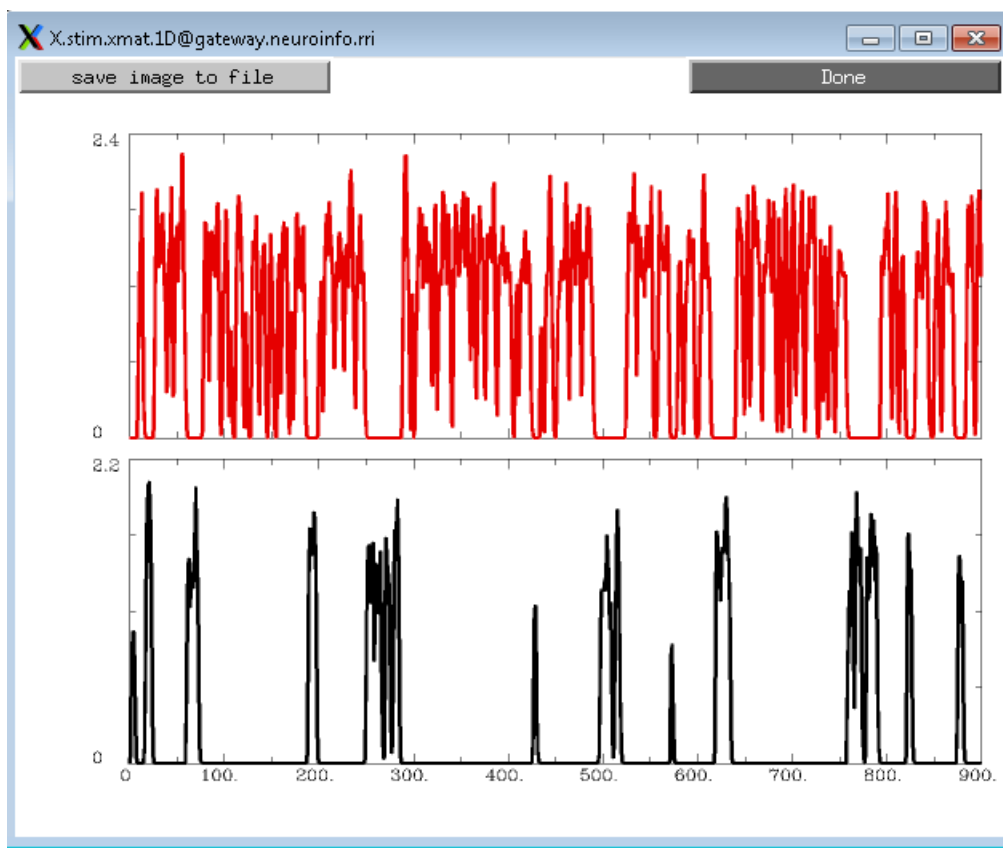 X.stim.xmat.1D@gateway.neuroinfo.rri
save image to file
Done
2.4
0
2.2
0
0 100. 200. 300. 400. 500. 600. 700. 800. 900.